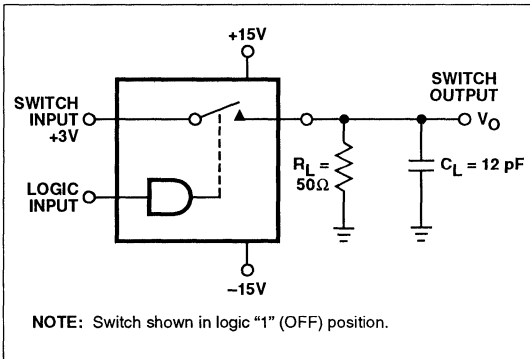 +15V
SWITCH
INPUT
+3V
LOGIC
INPUT
SWITCH
OUTPUT
VO
RL =
50Ω
CL = 12 pF
–15V
NOTE: Switch shown in logic “1” (OFF) position.